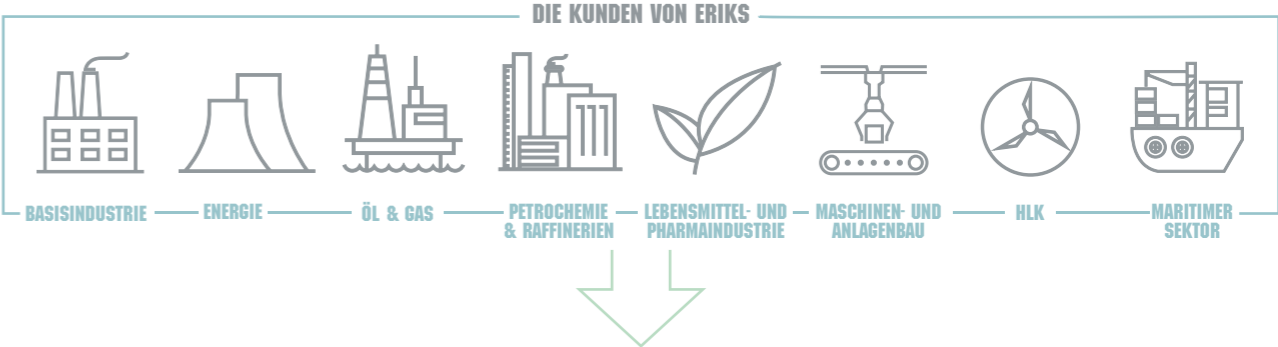 DIE KUNDEN VON ERIKS
BASISINDUSTRIE
ENERGIE
ÖL & GAS
PETROCHEMIE
& RAFFINERIEN
LEBENSMITTEL- UND
PHARMAINDUSTRIE
MASCHINEN- UND
ANLAGENBAU
HLK
MARITIMER
SEKTOR